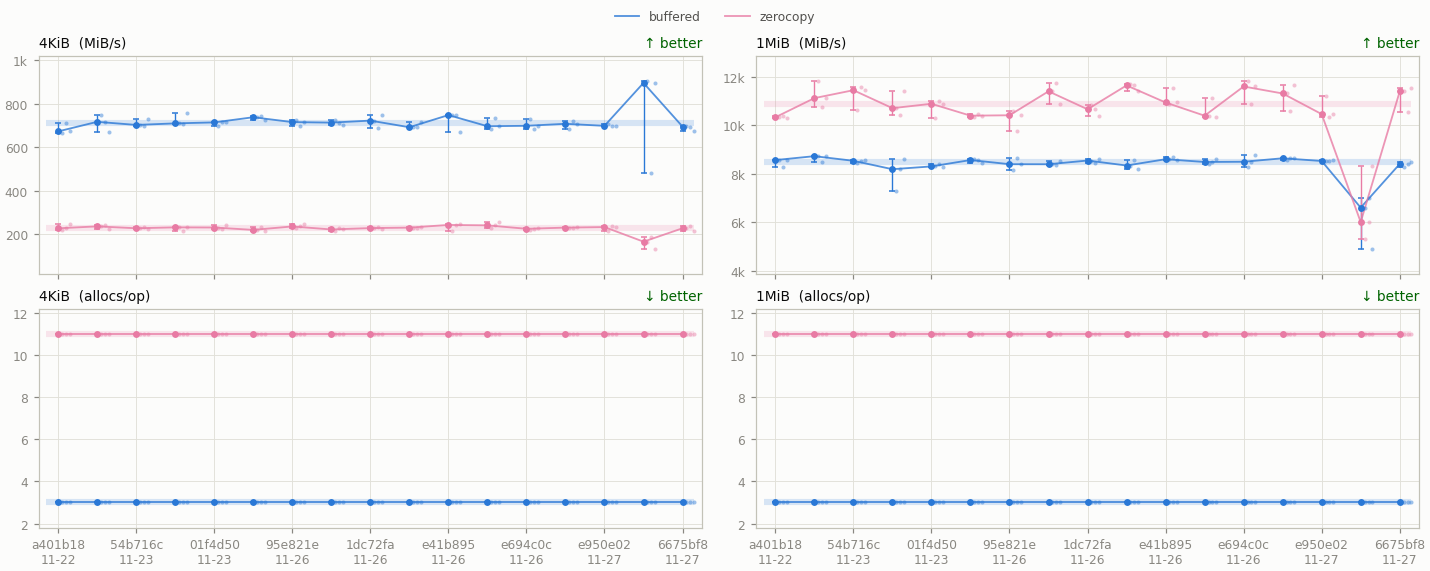 buffered zerocopy
4KiB (MiB/s) ↑ better
1k
800
600
400
200
1MiB (MiB/s) ↑ better
12k
10k
8k
6k
4k
4KiB (allocs/op) ↓ better
12
10
8
6
4
2
a401b18 54b716c 01f4d50 95e821e 1dc72fa e41b895 e694c0c e950e02 6675bf8
11-22 11-23 11-23 11-26 11-26 11-26 11-26 11-27 11-27
1MiB (allocs/op) ↓ better
12
10
8
6
4
2
a401b18 54b716c 01f4d50 95e821e 1dc72fa e41b895 e694c0c e950e02 6675bf8
11-22 11-23 11-23 11-26 11-26 11-26 11-26 11-27 11-27